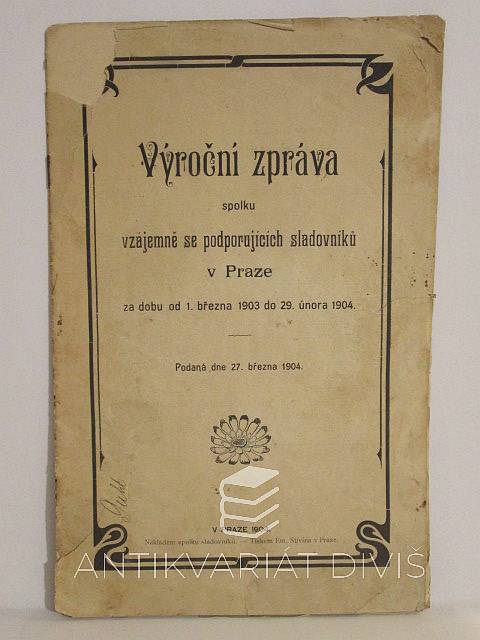 Výroční zpráva
spolku
vzájemně se podporujících sladovníků
v Praze
za dobu od 1. března 1903 do 29. února 1904.
Podaná dne 27. března 1904.
V PRAZE
Nákladem spolku sladovníků. — Tiskem Em. Stivína v Praze.
ANTIKVARIÁT DIVIŠ